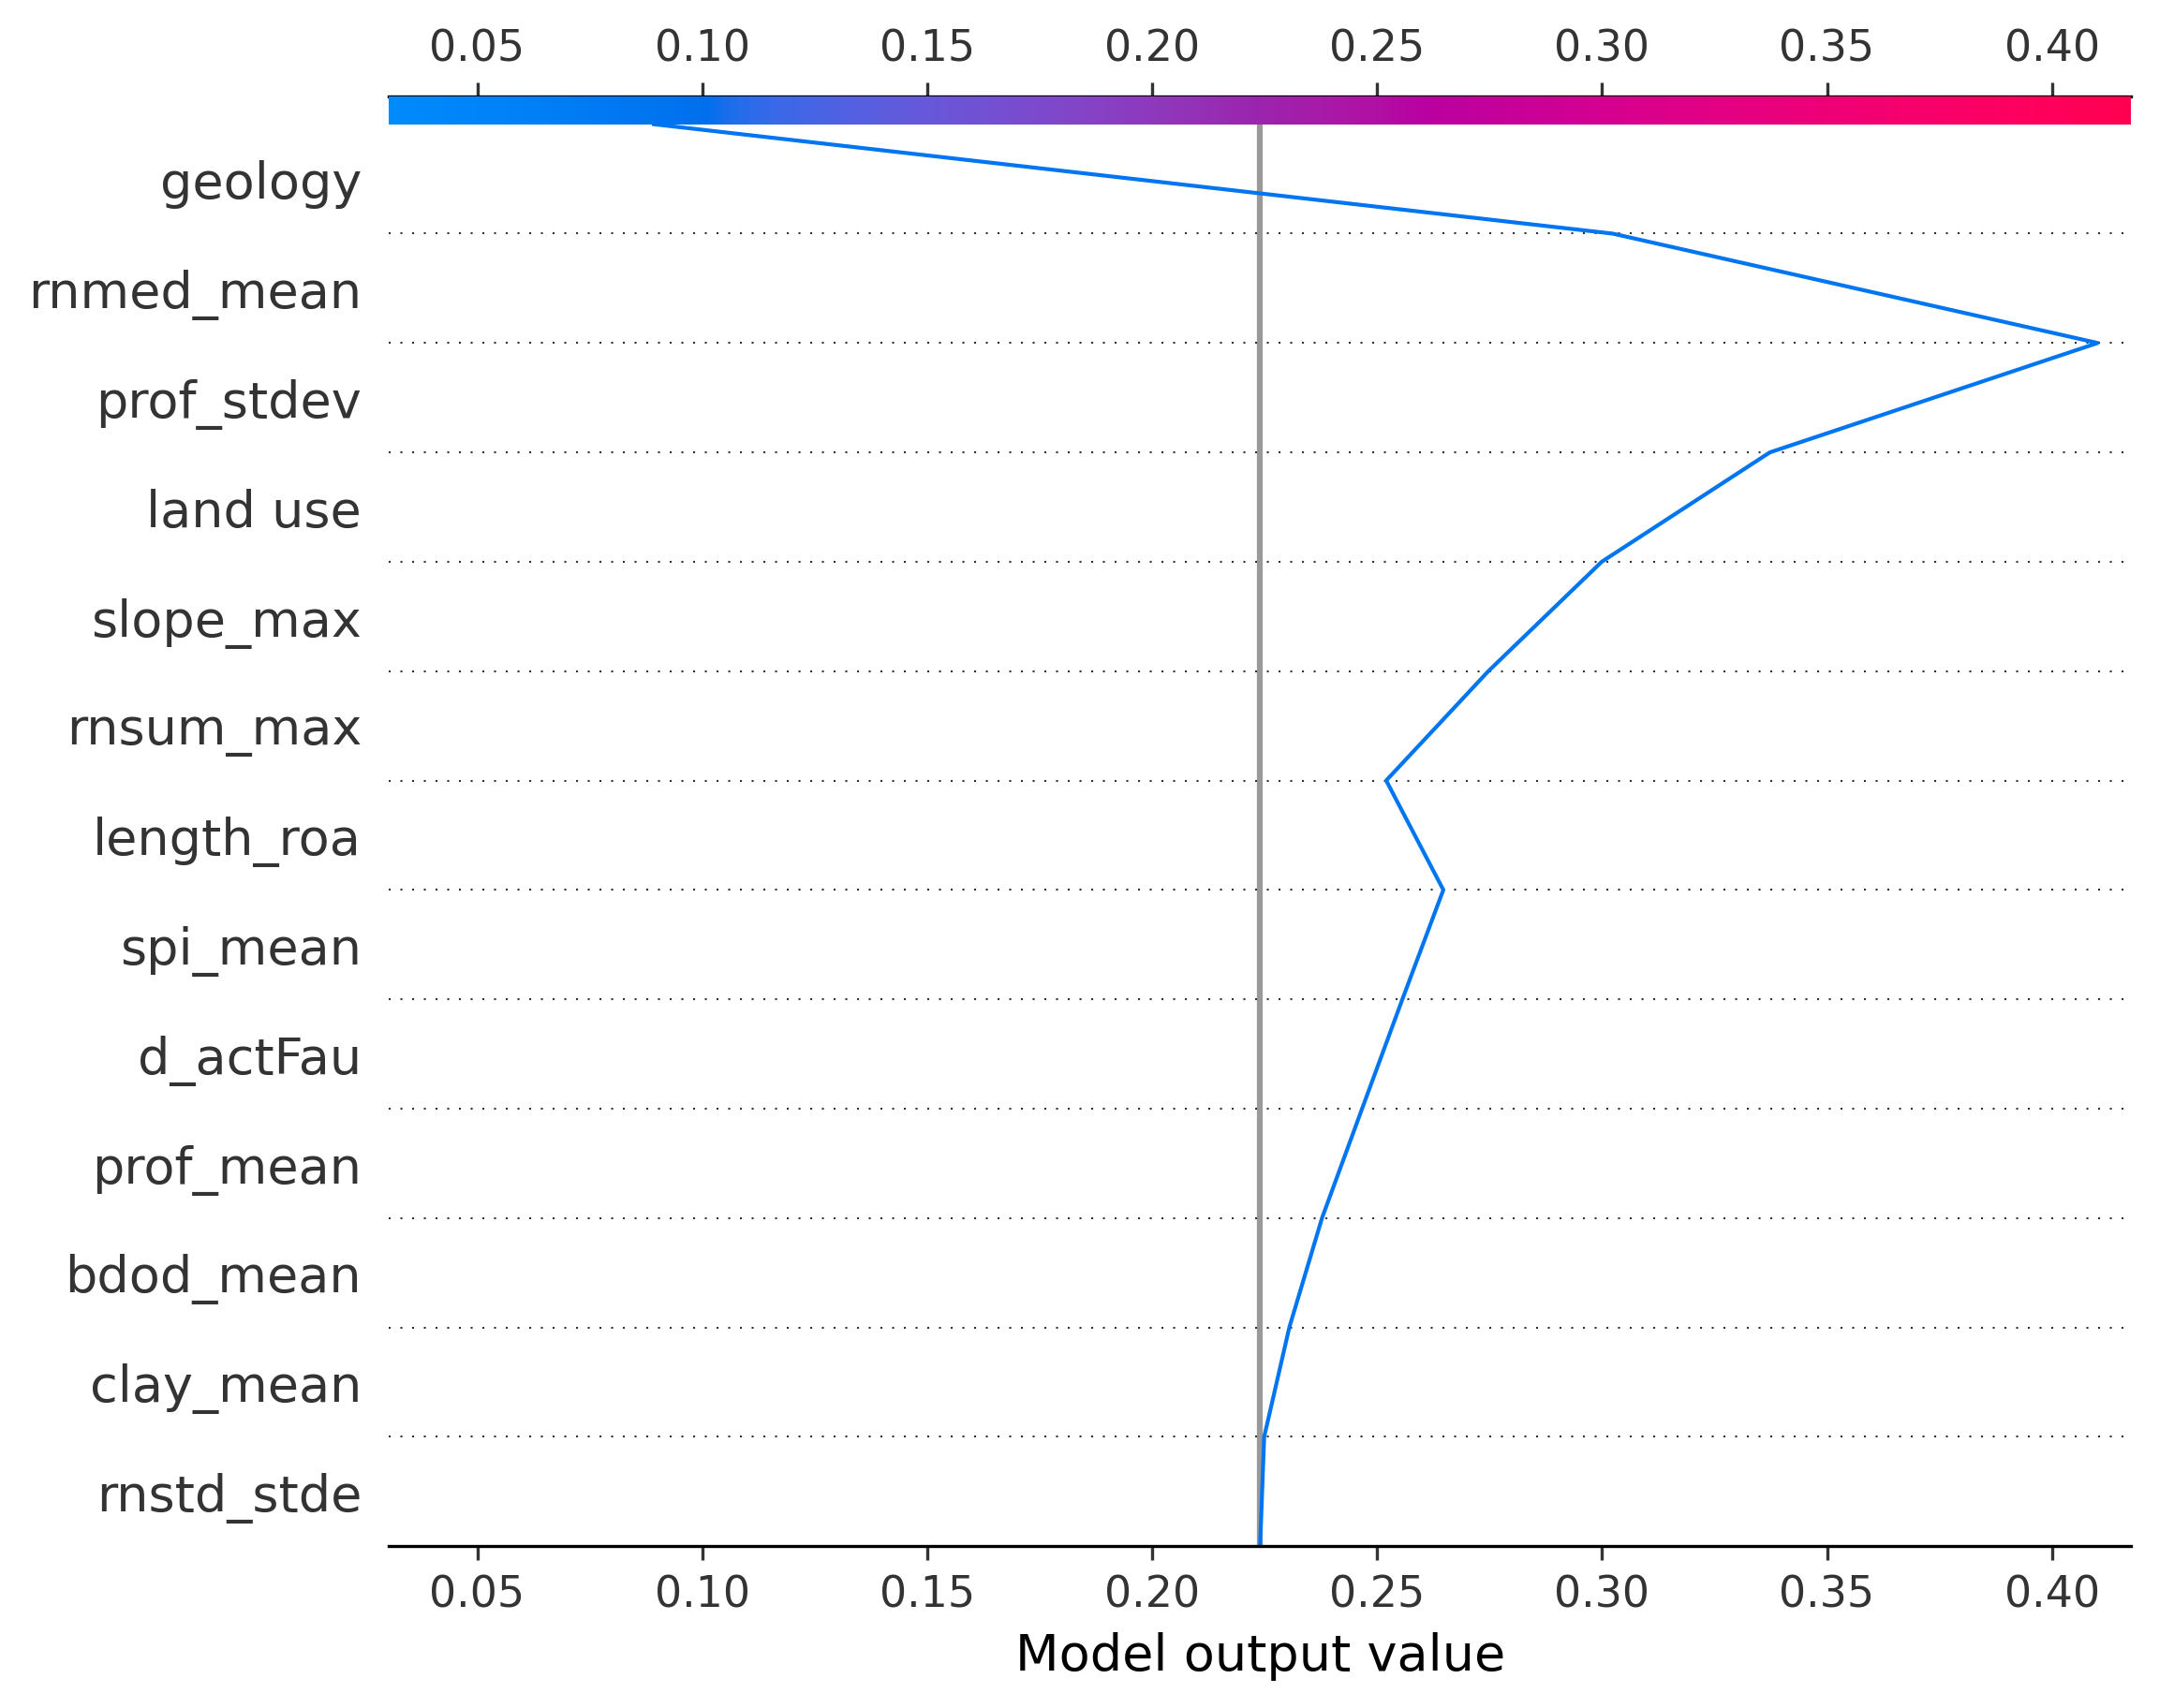 0.05 0.10 0.15 0.20 0.25 0.30 0.35 0.40
geology
rnmed_mean
prof_stdev
land use
slope_max
rnsum_max
length_roa
spi_mean
d_actFau
prof_mean
bdod_mean
clay_mean
rnstd_stde
0.05 0.10 0.15 0.20 0.25 0.30 0.35 0.40
Model output value